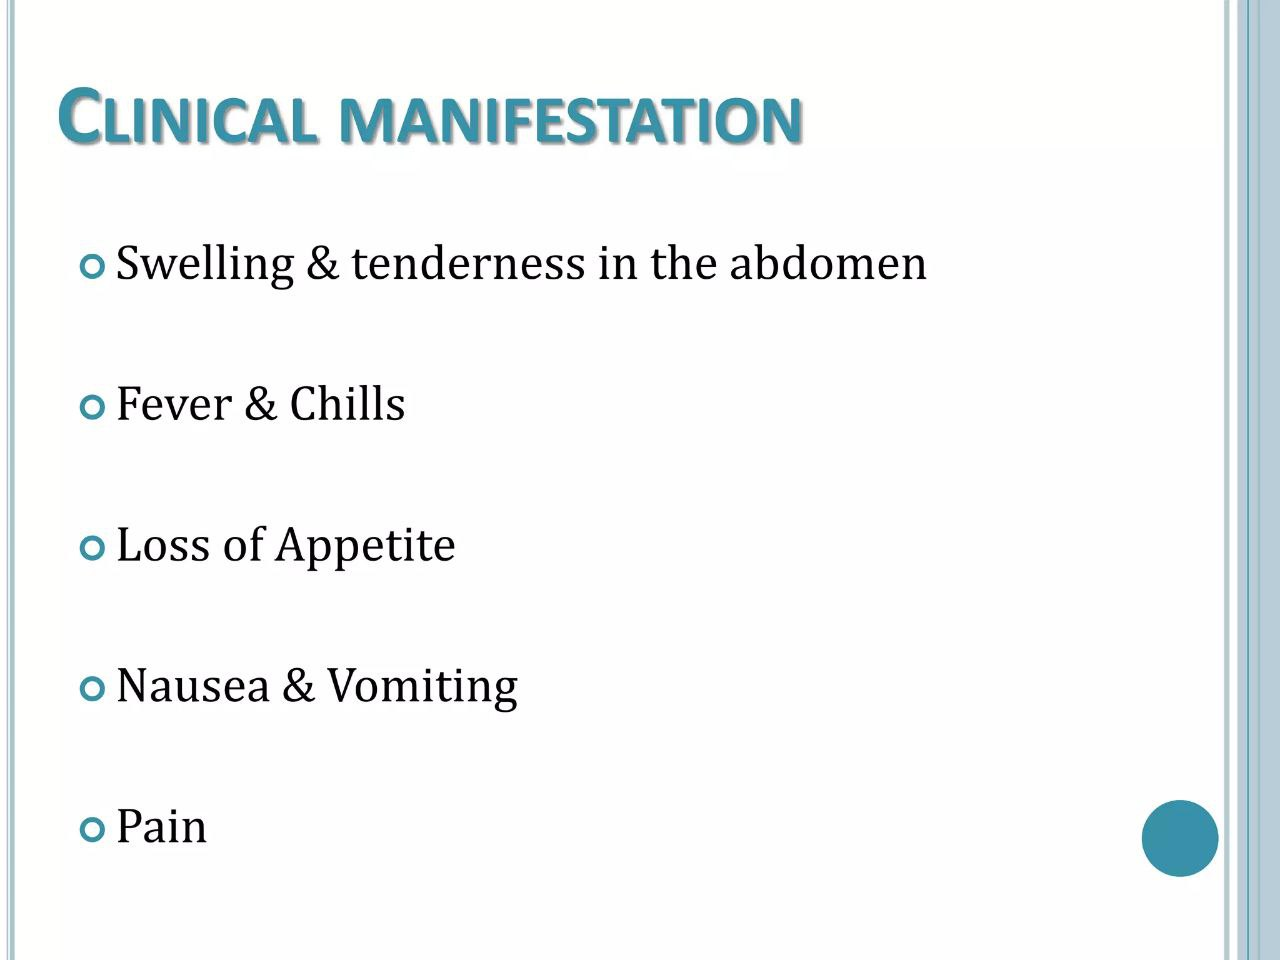 Clinical manifestation
Swelling & tenderness in the abdomen
Fever & Chills
Loss of Appetite
Nausea & Vomiting
Pain